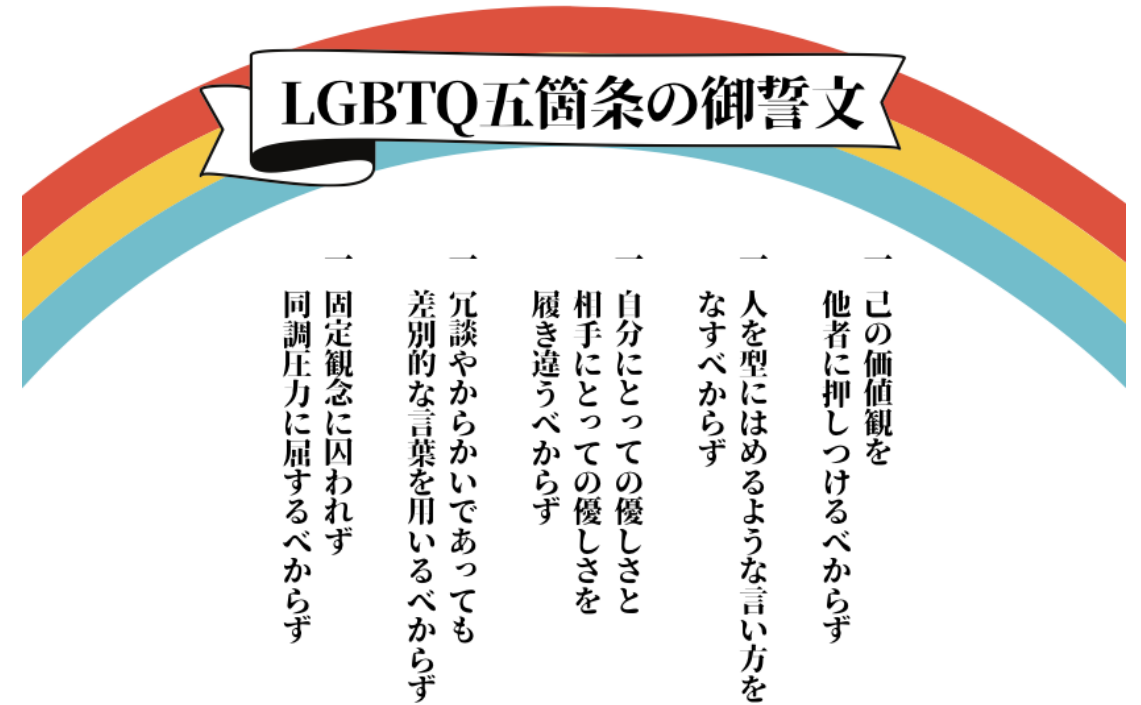 LGBTQ五箇条の御誓文
一 己の価値観を
他者に押しつけるべからず
一 人を型にはめるような言い方を
なすべからず
一 自分にとっての優しさと
相手にとっての優しさを
履き違うべからず
一 冗談やからかいであっても
差別的な言葉を用いるべからず
一 固定観念に囚われず
同調圧力に屈するべからず